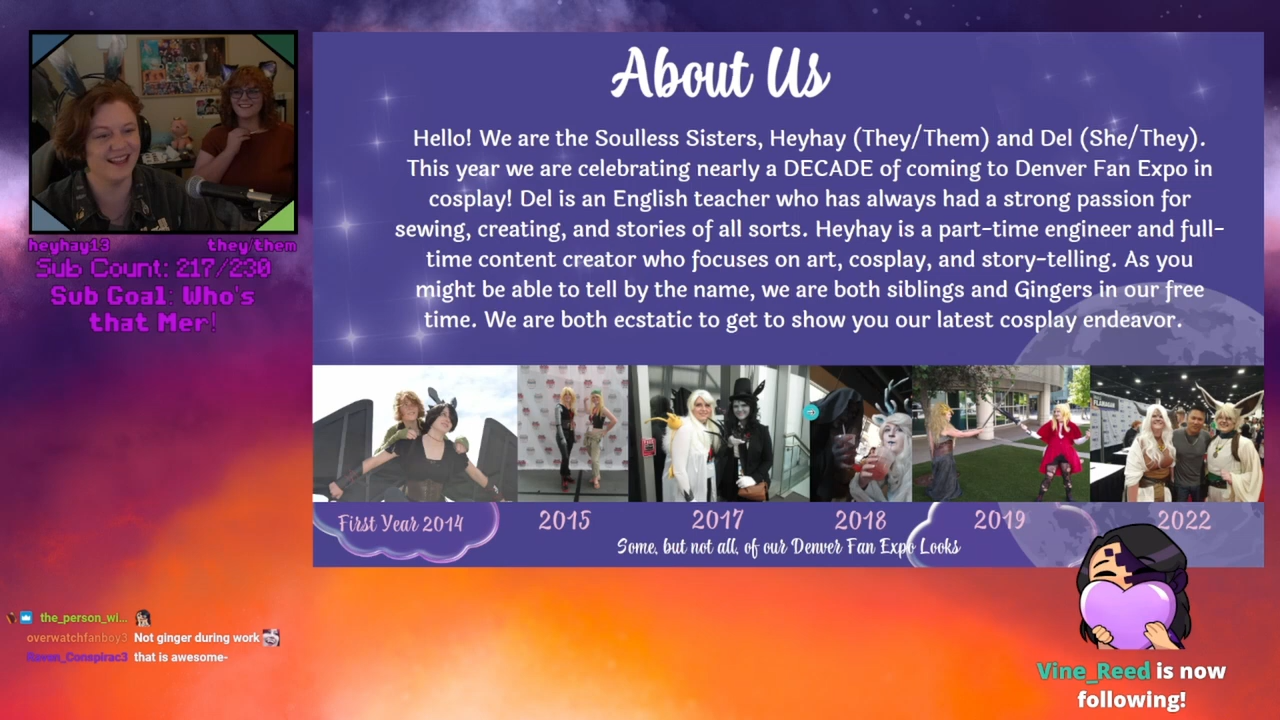 heyhay13
they/them
Sub Count: 217/230
Sub Goal: Who's
that Mer!
About Us
Hello! We are the Soulless Sisters, Heyhay (They/Them) and Del (She/They).
This year we are celebrating nearly a DECADE of coming to Denver Fan Expo in
cosplay! Del is an English teacher who has always had a strong passion for
sewing, creating, and stories of all sorts. Heyhay is a part-time engineer and full-
time content creator who focuses on art, cosplay, and story-telling. As you
might be able to tell by the name, we are both siblings and Gingers in our free
time. We are both ecstatic to get to show you our latest cosplay endeavor.
First Year 2014
2015
2017
2018
2019
2022
Some, but not all, of our Denver Fan Expo Looks
the_person_wi...
overwatchfanboy3 Not ginger during work
Raven_Conspirac3 that is awesome-
Vine_Reed is now
following!